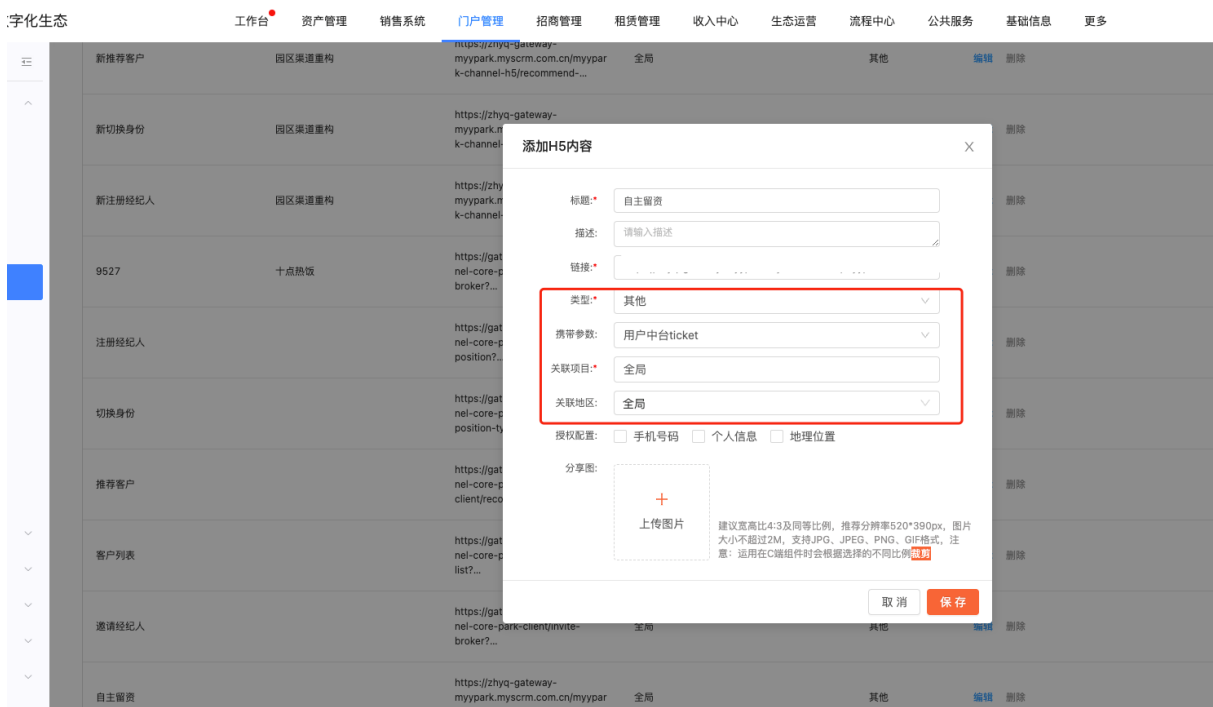 字化生态
工作台 资产管理 销售系统 门户管理 招商管理 租赁管理 收入中心 生态运营 流程中心 公共服务 基础信息 更多
https://zhyq-gateway-
新推荐客户 园区渠道重构 myypark.myscrm.com.cn/myypar 全局 其他 编辑 删除
k-channel-h5/recommend-...
https://zhyq-gateway-
新切换身份 园区渠道重构 myypark.m 删除
k-channel-
添加H5内容
https://zhy
新注册经纪人 园区渠道重构 myypark.m 删除
k-channel-
标题:* 自主留资
描述: 请输入描述
https://gat
9527 十点热饭 nel-core-p 删除
broker?...
链接:*
类型:* 其他
https://gat
注册经纪人 nel-core-p 删除
position?..
携带参数: 用户中台ticket
关联项目:* 全局
https://gat
切换身份 nel-core-p 删除
position-ty
关联地区: 全局
授权配置: 手机号码 个人信息 地理位置
https://gat
推荐客户 nel-core-p 删除
client/reco
分享图:
上传图片
建议宽高比4:3及同等比例，推荐分辨率520*390px，图片
大小不超过2M，支持JPG、JPEG、PNG、GIF格式，注
意：运用在C端组件时会根据选择的不同比例裁剪
https://gat
客户列表 nel-core-p 删除
list?...
取 消 保 存
https://gat
邀请经纪人 nel-core-park-client/invite- 全局 其他 编辑 删除
broker?...
https://zhyq-gateway-
自主留资 myypark.myscrm.com.cn/myypar 全局 其他 编辑 删除